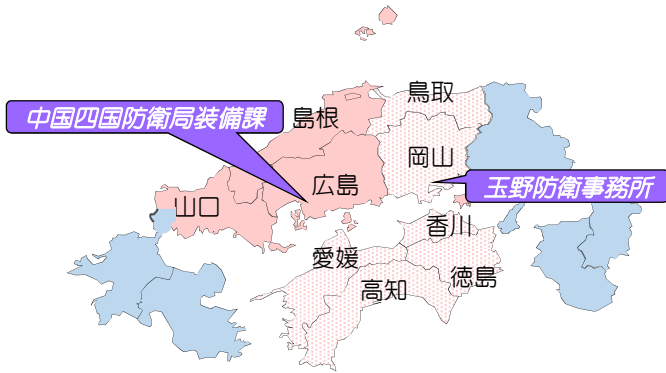 鳥取
中国四国防衛局装備課
島根
岡山
広島
玉野防衛事務所
山口
香川
愛媛
徳島
高知